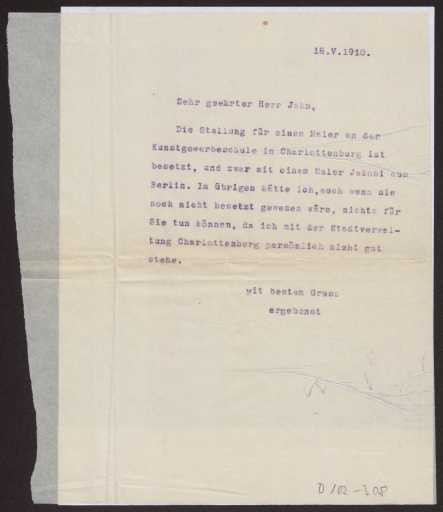 18.V.1910.
Sehr geehrter Herr Jahn,
Die Stellung für einen Maler an der
Kunstgewerbeschule in Charlottenburg ist
besetzt, und zwar mit einem Maler aus
Berlin. Im Übrigen hätte ich, auch wenn sie
noch nicht besetzt gewesen wäre, nichts für
Sie tun können, da ich mit der Stadtverwal-
tung Charlottenburg persönlich nicht gut
stehe.
mit besten Gruss
ergebenst
D 102-308